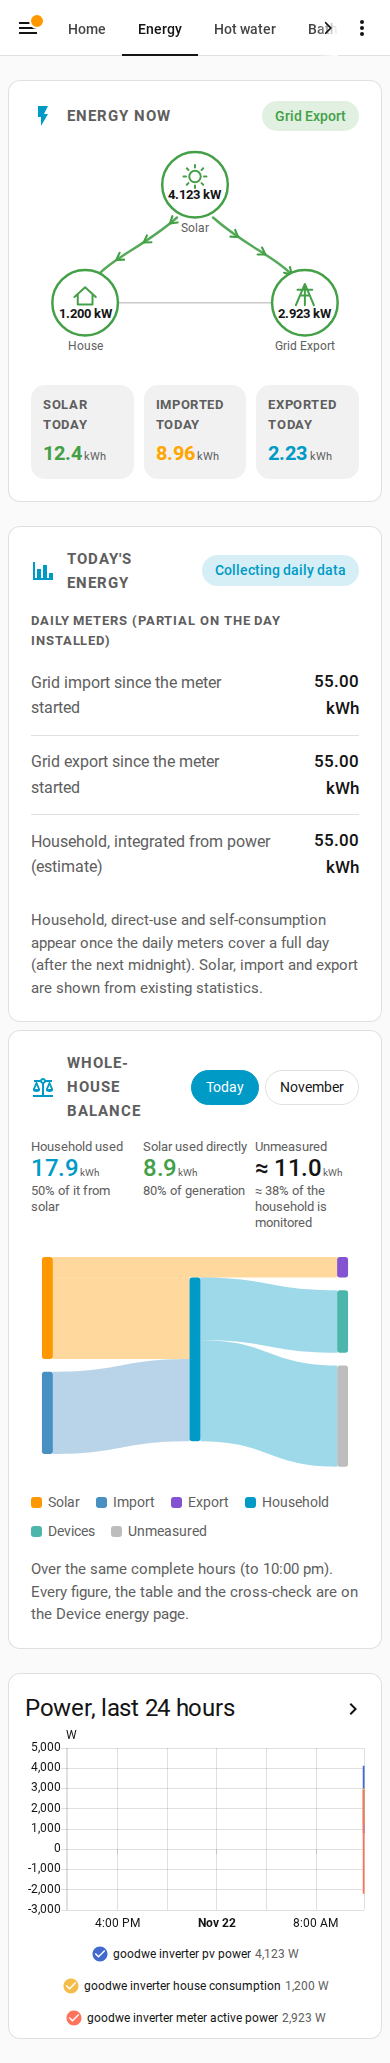 Home Energy Hot water
ENERGY NOW Grid Export
4.123 kW
Solar
1.200 kW 2.923 kW
House Grid Export
SOLAR TODAY
12.4 kWh
IMPORTED TODAY
8.96 kWh
EXPORTED TODAY
2.23 kWh
TODAY'S
ENERGY
Collecting daily data
DAILY METERS (PARTIAL ON THE DAY
INSTALLED)
Grid import since the meter
started
55.00
kWh
Grid export since the meter
started
55.00
kWh
Household, integrated from power
(estimate)
55.00
kWh
Household, direct-use and self-consumption
appear once the daily meters cover a full day
(after the next midnight). Solar, import and export
are shown from existing statistics.
WHOLE-
HOUSE
BALANCE
Today November
Household used
17.9 kWh
50% of it from
solar
Solar used directly
8.9 kWh
80% of generation
Unmeasured
≈ 11.0 kWh
≈ 38% of the
household is
monitored
Solar Import Export Household
Devices Unmeasured
Over the same complete hours (to 10:00 pm).
Every figure, the table and the cross-check are on
the Device energy page.
Power, last 24 hours
W
5,000
4,000
3,000
2,000
1,000
0
-1,000
-2,000
-3,000
4:00 PM Nov 22 8:00 AM
goodwe inverter pv power 4,123 W
goodwe inverter house consumption 1,200 W
goodwe inverter meter active power 2,923 W